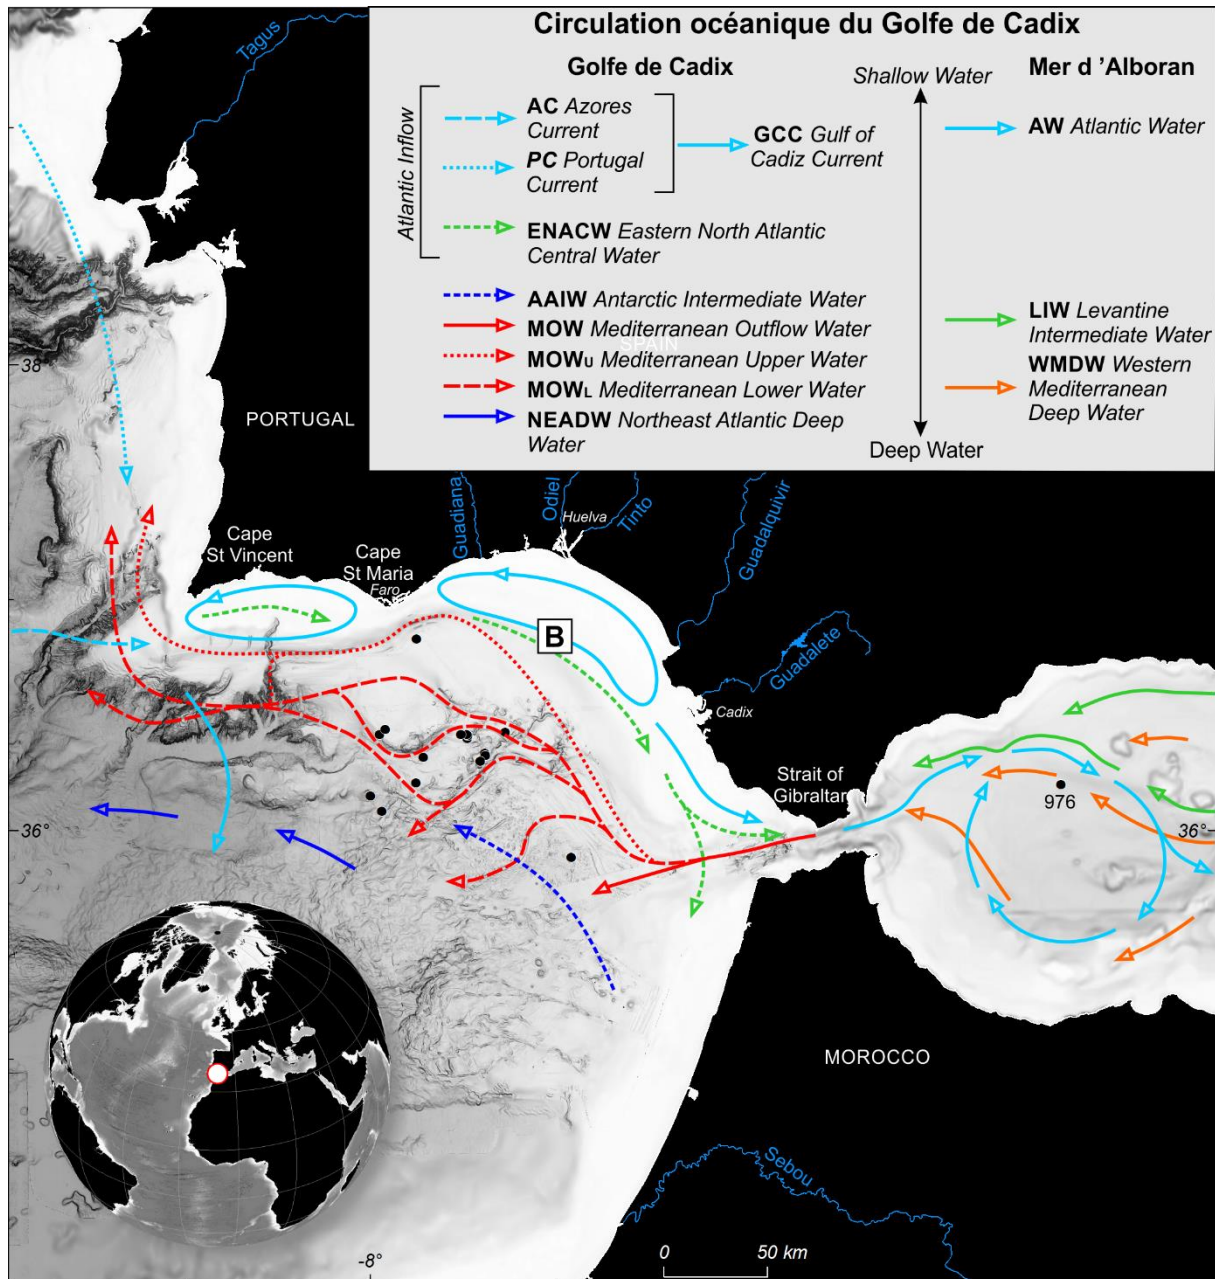 Circulation océanique du Golfe de Cadix
Golfe de Cadix
Atlantic Inflow
AC Azores
Current
PC Portugal
Current
GCC Gulf of
Cadiz Current
ENACW Eastern North Atlantic
Central Water
AAIW Antarctic Intermediate Water
MOW Mediterranean Outflow Water
SPAIN
MOWU Mediterranean Upper Water
MOWL Mediterranean Lower Water
NEADW Northeast Atlantic Deep
Water
Shallow Water
Deep Water
Mer d 'Alboran
AW Atlantic Water
LIW Levantine
Intermediate Water
WMDW Western
Mediterranean
Deep Water
Tagus
38°
PORTUGAL
Guadiana
Odiel
Huelva
Tinto
Guadalquivir
Cape
St Vincent
Cape
St Maria
Faro
B
Guadalete
Cadix
Strait of
Gibraltar
976
36°
36°
MOROCCO
Sebou
-8°
0
50 km